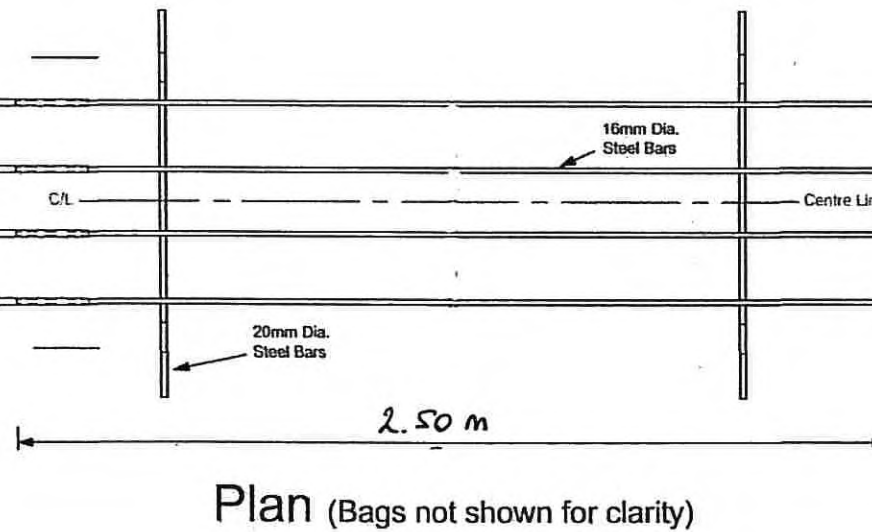 16mm Dia.
Steel Bars
C/L
Centre Lin
20mm Dia.
Steel Bars
2.50 m
Plan (Bags not shown for clarity)